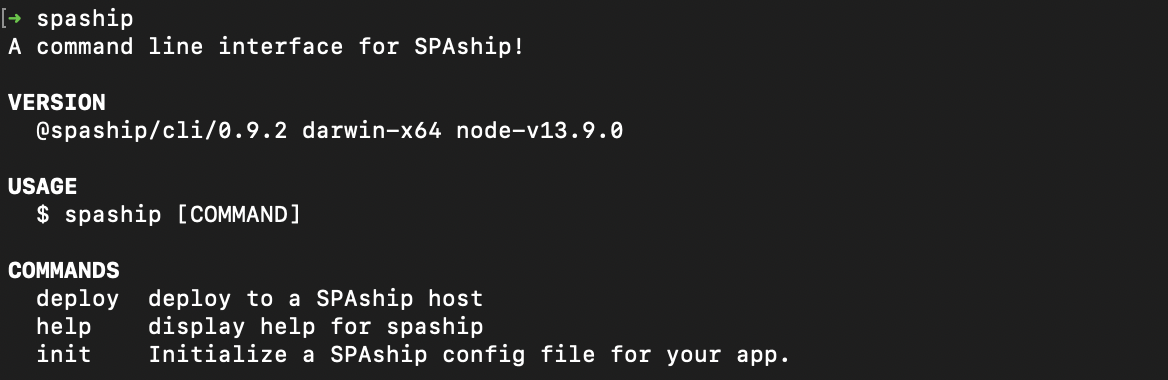 ➜ spaship
A command line interface for SPAship!
VERSION
@spaship/cli/0.9.2 darwin-x64 node-v13.9.0
USAGE
$ spaship [COMMAND]
COMMANDS
deploy  deploy to a SPAship host
help    display help for spaship
init    Initialize a SPAship config file for your app.